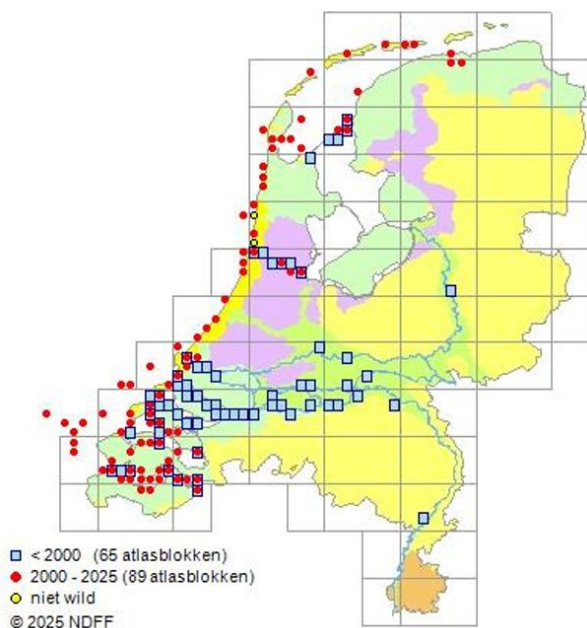 < 2000 (65 atlasblokken)
2000 - 2025 (89 atlasblokken)
niet wild
© 2025 NDFF